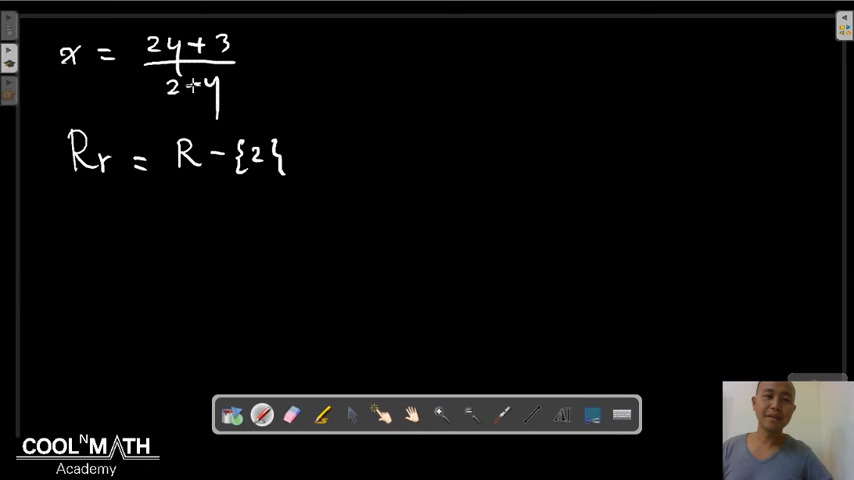 x = 2y + 3 / 2 - y
Rr = R - {2}
COOL N MATH
Academy